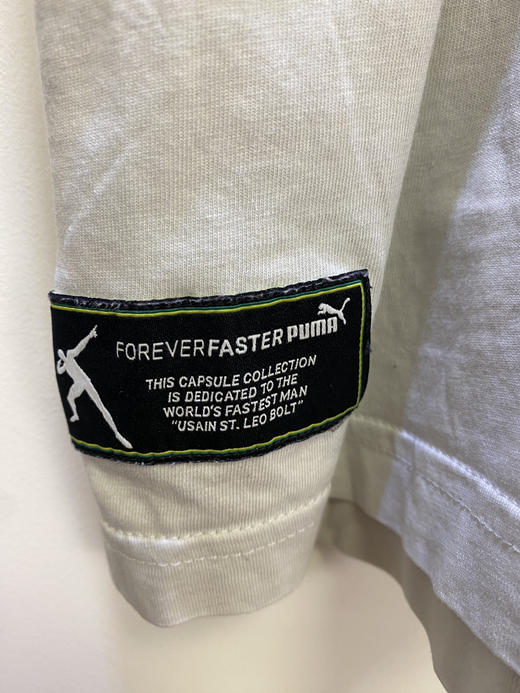 FOREVERFASTER PUMA
THIS CAPSULE COLLECTION
IS DEDICATED TO THE
WORLD'S FASTEST MAN
"USAIN ST. LEO BOLT"